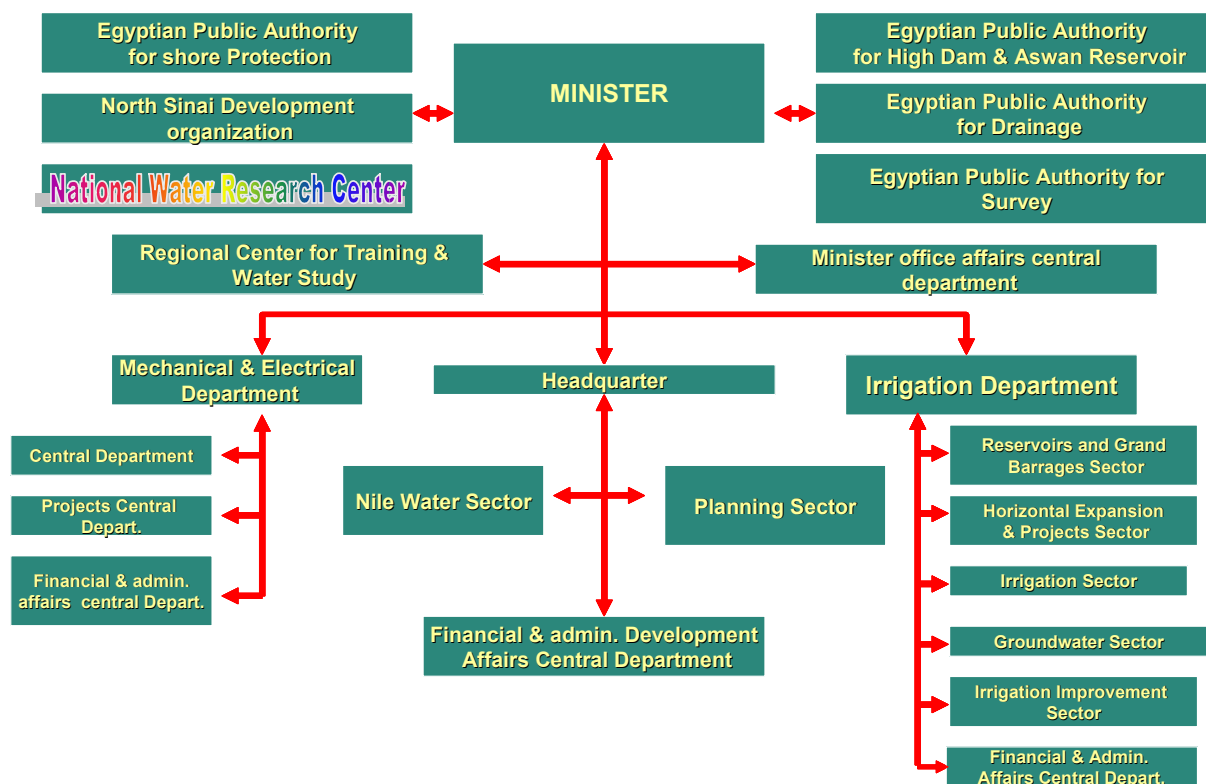 Egyptian Public Authority
for shore Protection
North Sinai Development
organization
National Water Research Center
MINISTER
Egyptian Public Authority
for High Dam & Aswan Reservoir
Egyptian Public Authority
for Drainage
Egyptian Public Authority for
Survey
Regional Center for Training &
Water Study
Minister office affairs central
department
Mechanical & Electrical
Department
Headquarter
Irrigation Department
Central Department
Projects Central
Depart.
Financial & admin.
affairs central Depart.
Nile Water Sector
Planning Sector
Financial & admin. Development
Affairs Central Department
Reservoirs and Grand
Barrages Sector
Horizontal Expansion
& Projects Sector
Irrigation Sector
Groundwater Sector
Irrigation Improvement
Sector
Financial & Admin.
Affairs Central Depart.